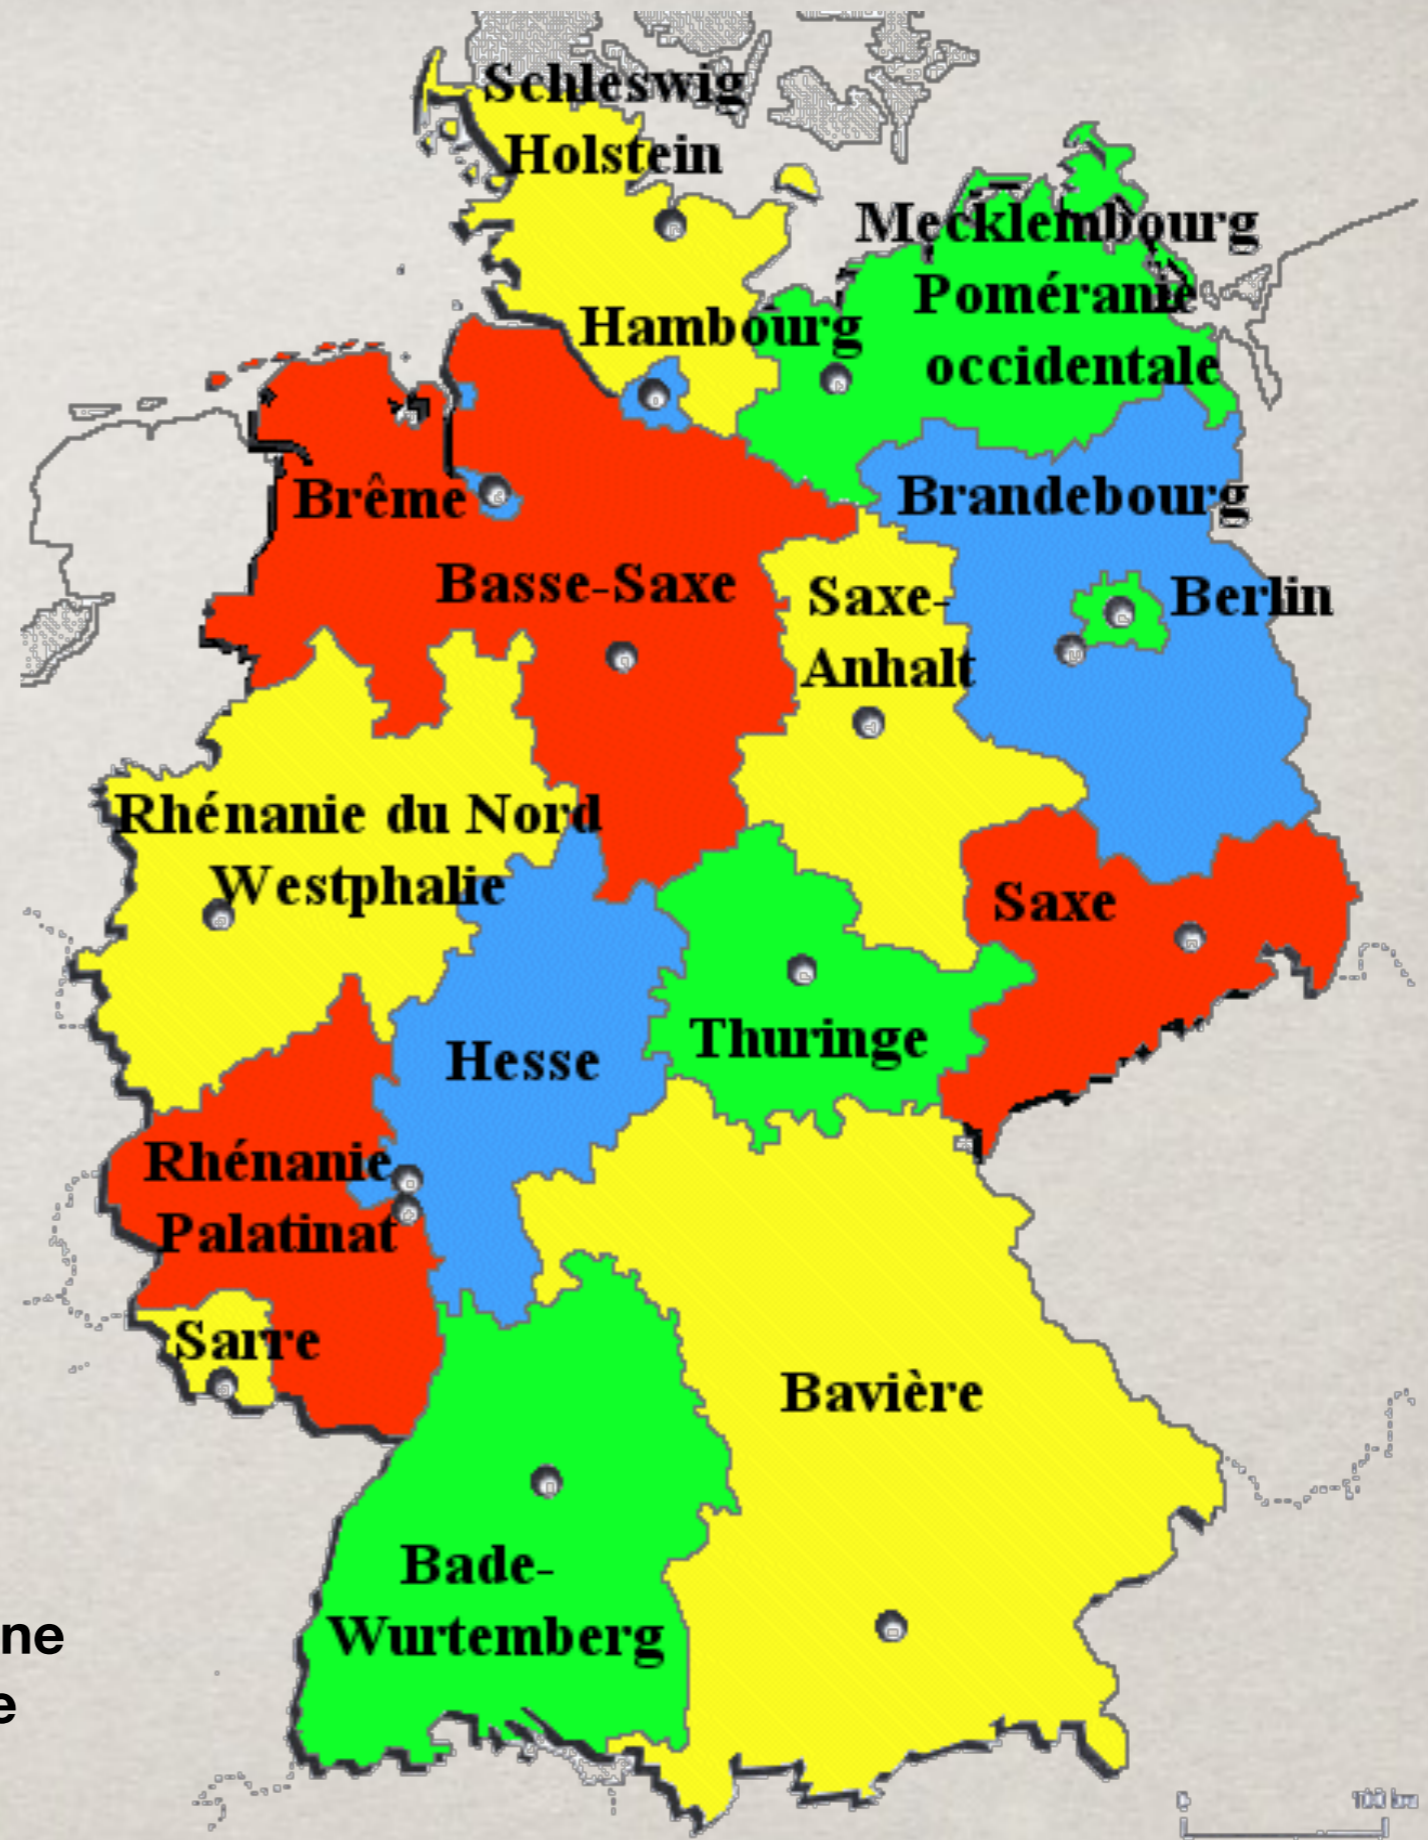 Schleswig
Holstein
Mecklembourg
Poméranie
occidentale
Hambourg
Brême
Brandebourg
Basse-Saxe
Saxe-
Anhalt
Berlin
Rhénanie du Nord
Westphalie
Saxe
Hesse
Thuringe
Rhénanie
Palatinat
Sarre
Bavière
Bade-
Wurtemberg
ne
e
100 km